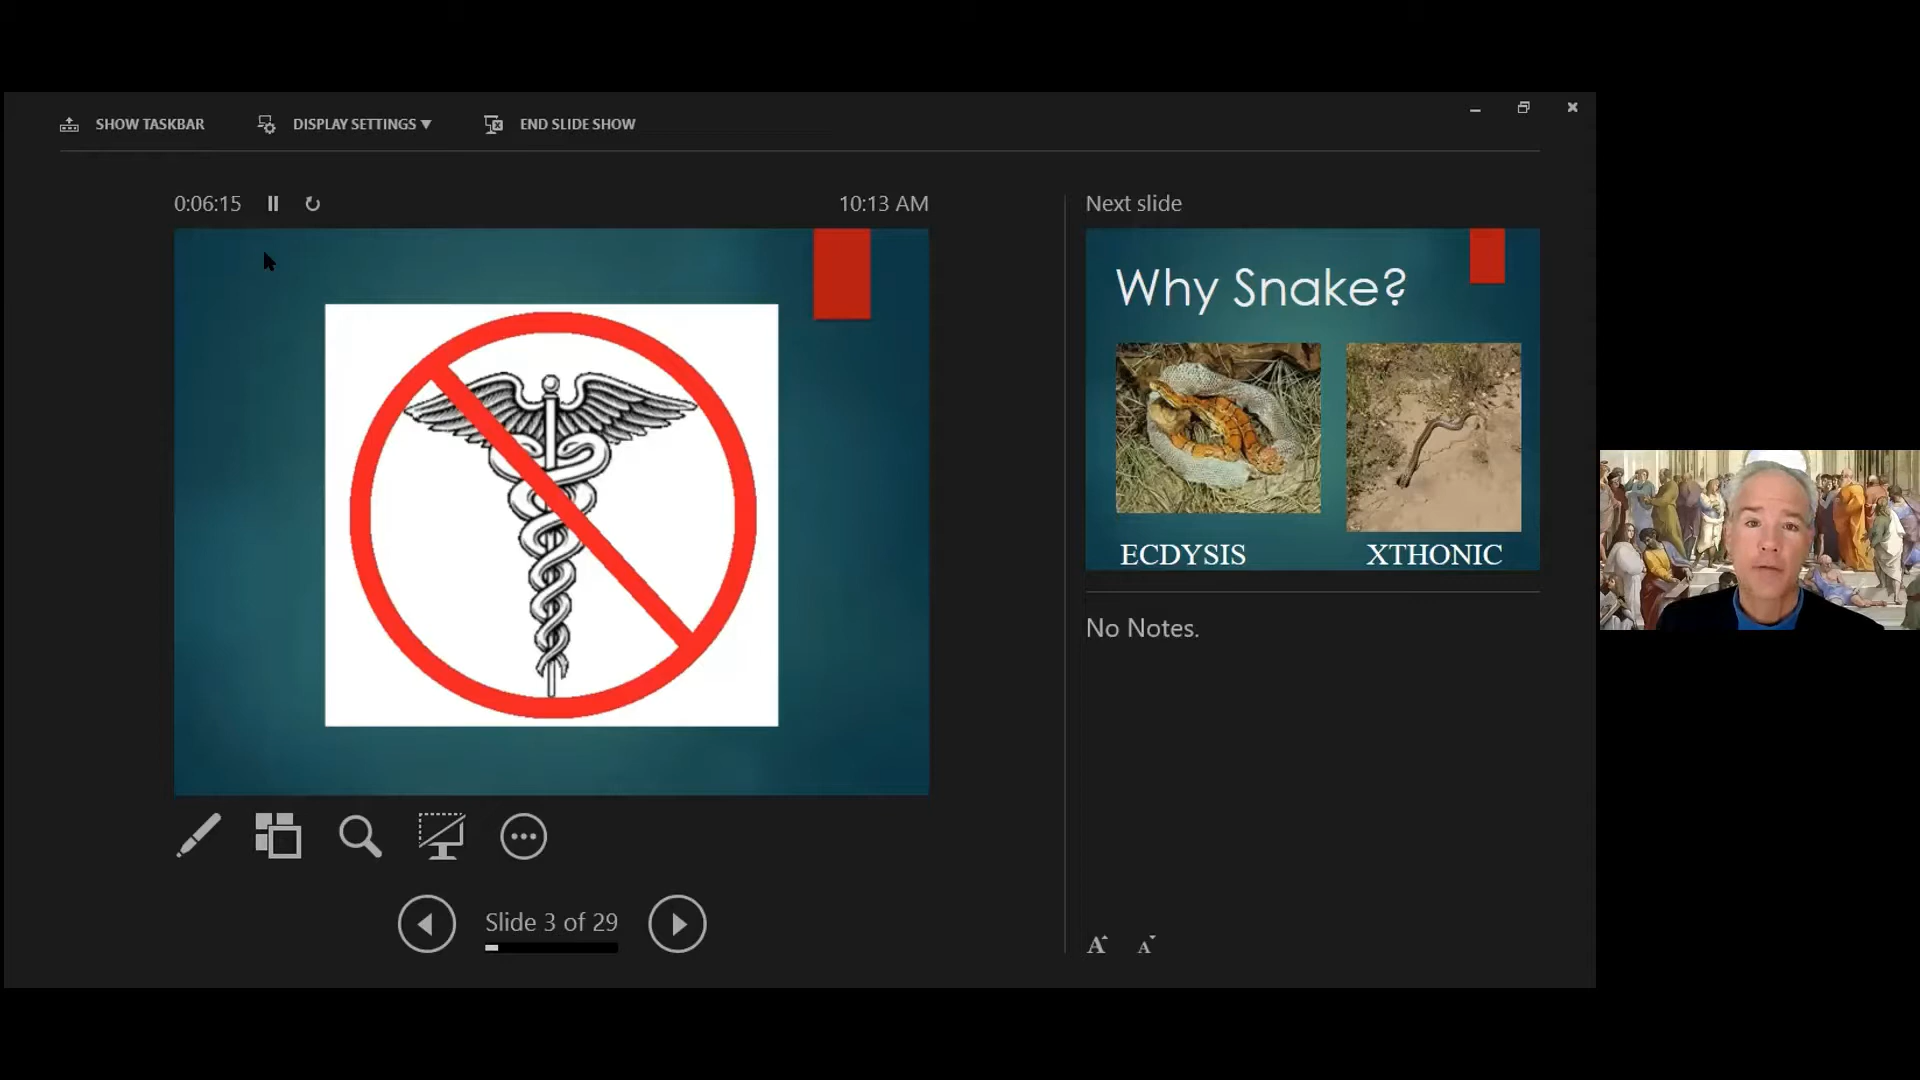 SHOW TASKBAR
DISPLAY SETTINGS
END SLIDE SHOW
0:06:15
10:13 AM
Next slide
Why Snake?
ECDYSIS
XTHONIC
No Notes.
Slide 3 of 29
A A